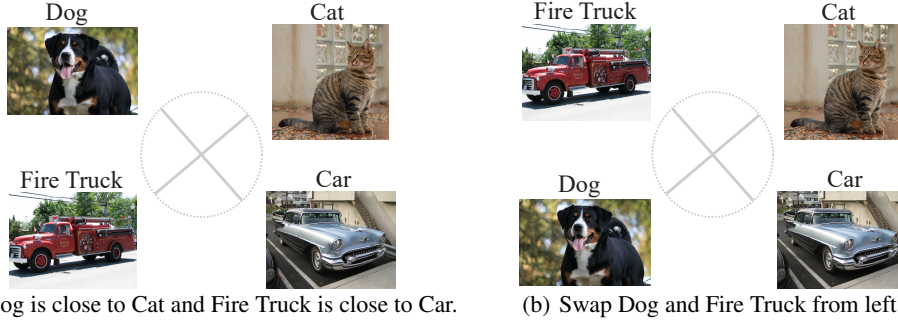 Dog
Cat
Fire Truck
Car
og is close to Cat and Fire Truck is close to Car.
Fire Truck
Cat
Dog
Car
(b) Swap Dog and Fire Truck from left